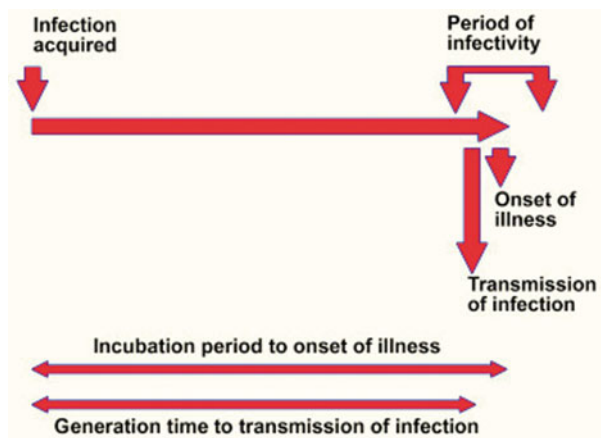 Infection
acquired
Period of
infectivity
Onset of
illness
Transmission
of infection
Incubation period to onset of illness
Generation time to transmission of infection